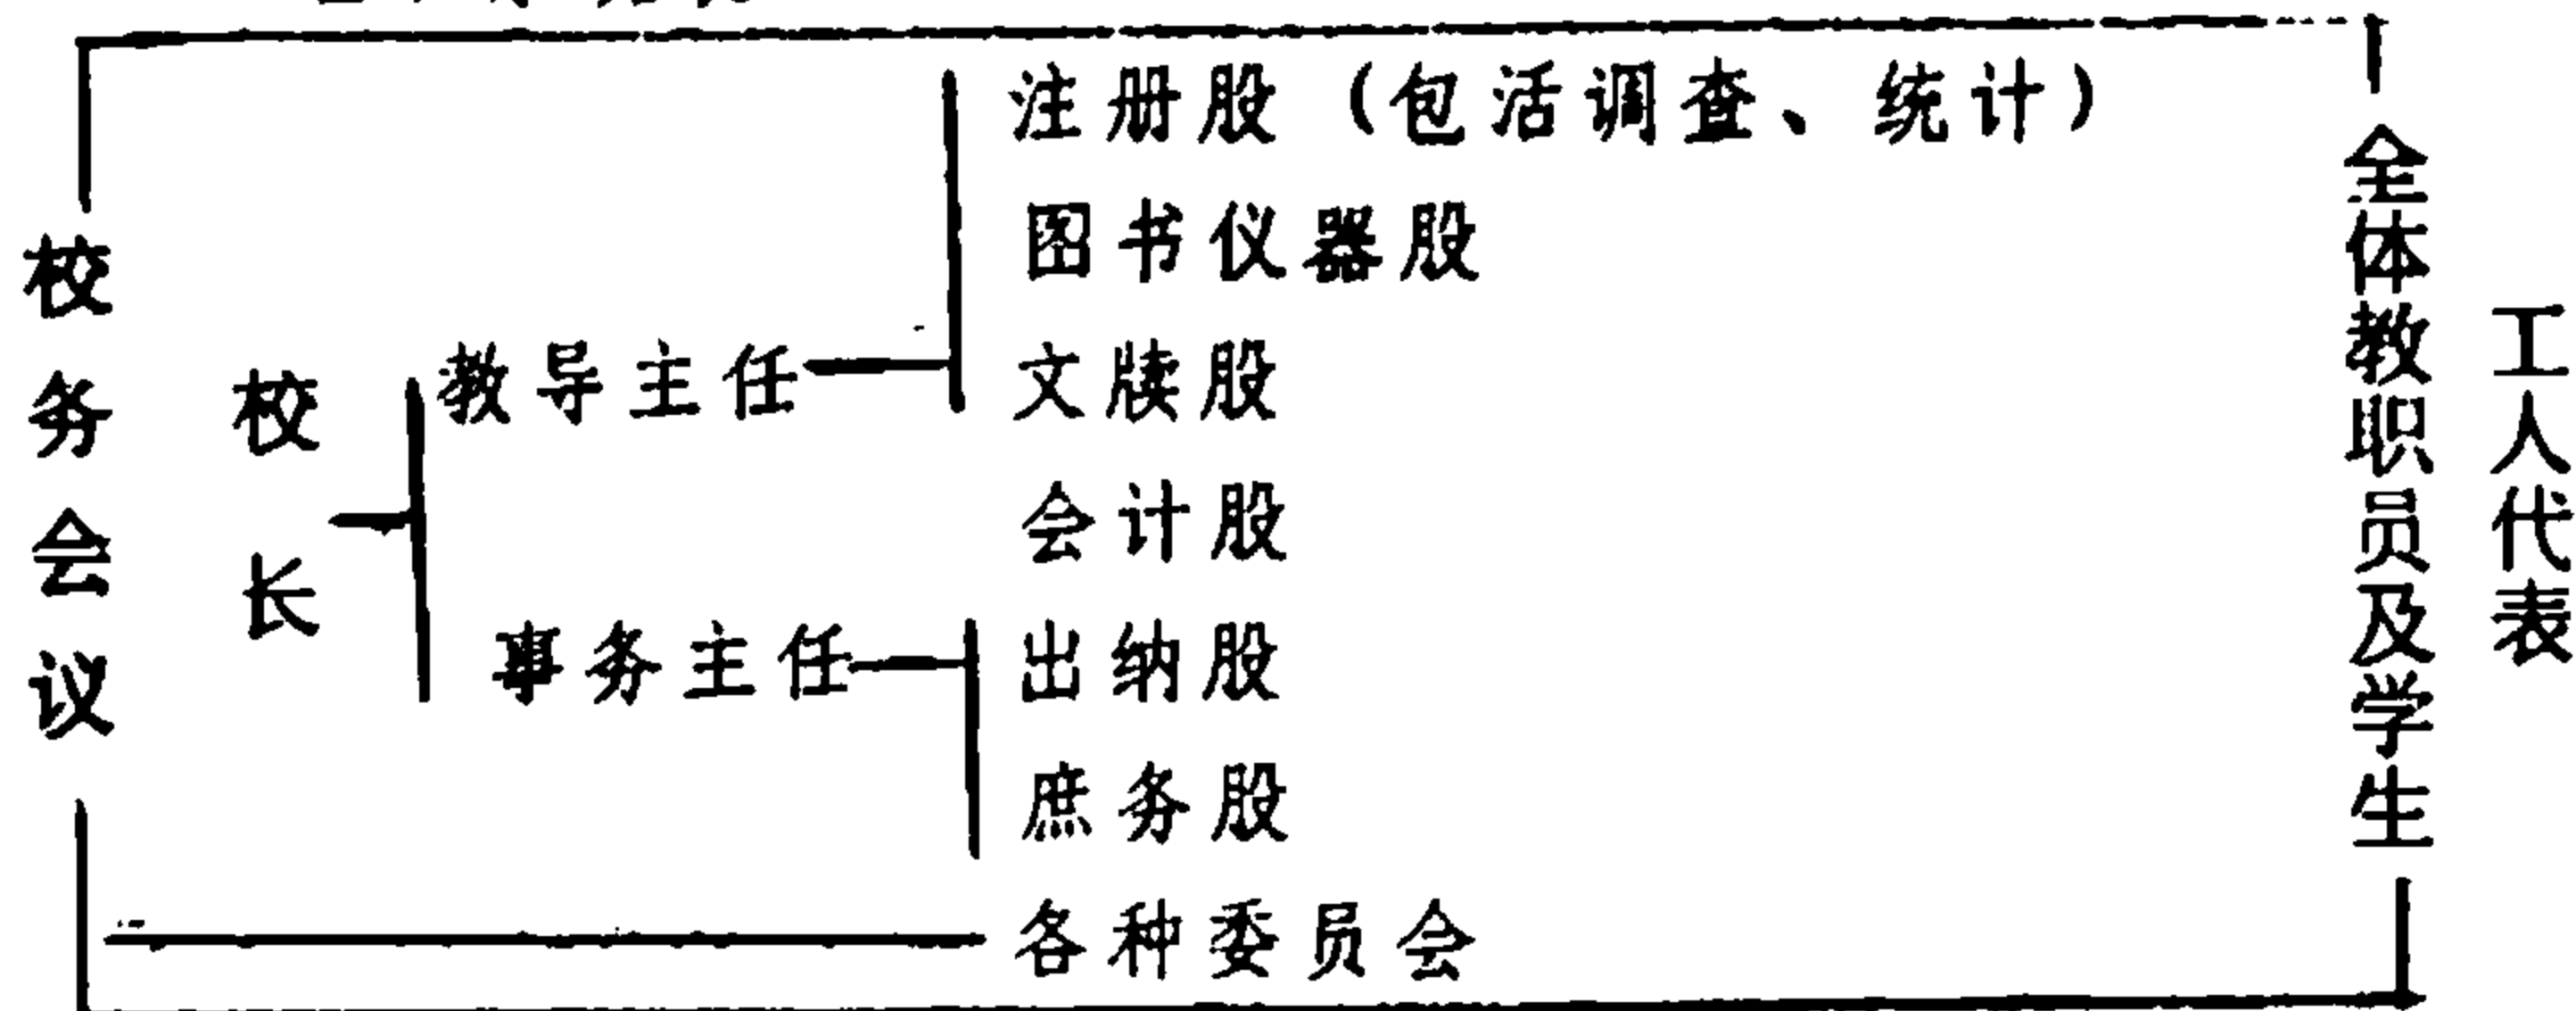 校务会议
校长
教导主任
注册股（包活调查、统计）
图书仪器股
文牍股
会计股
事务主任
出纳股
庶务股
各种委员会
全体教职员及学生
工人代表